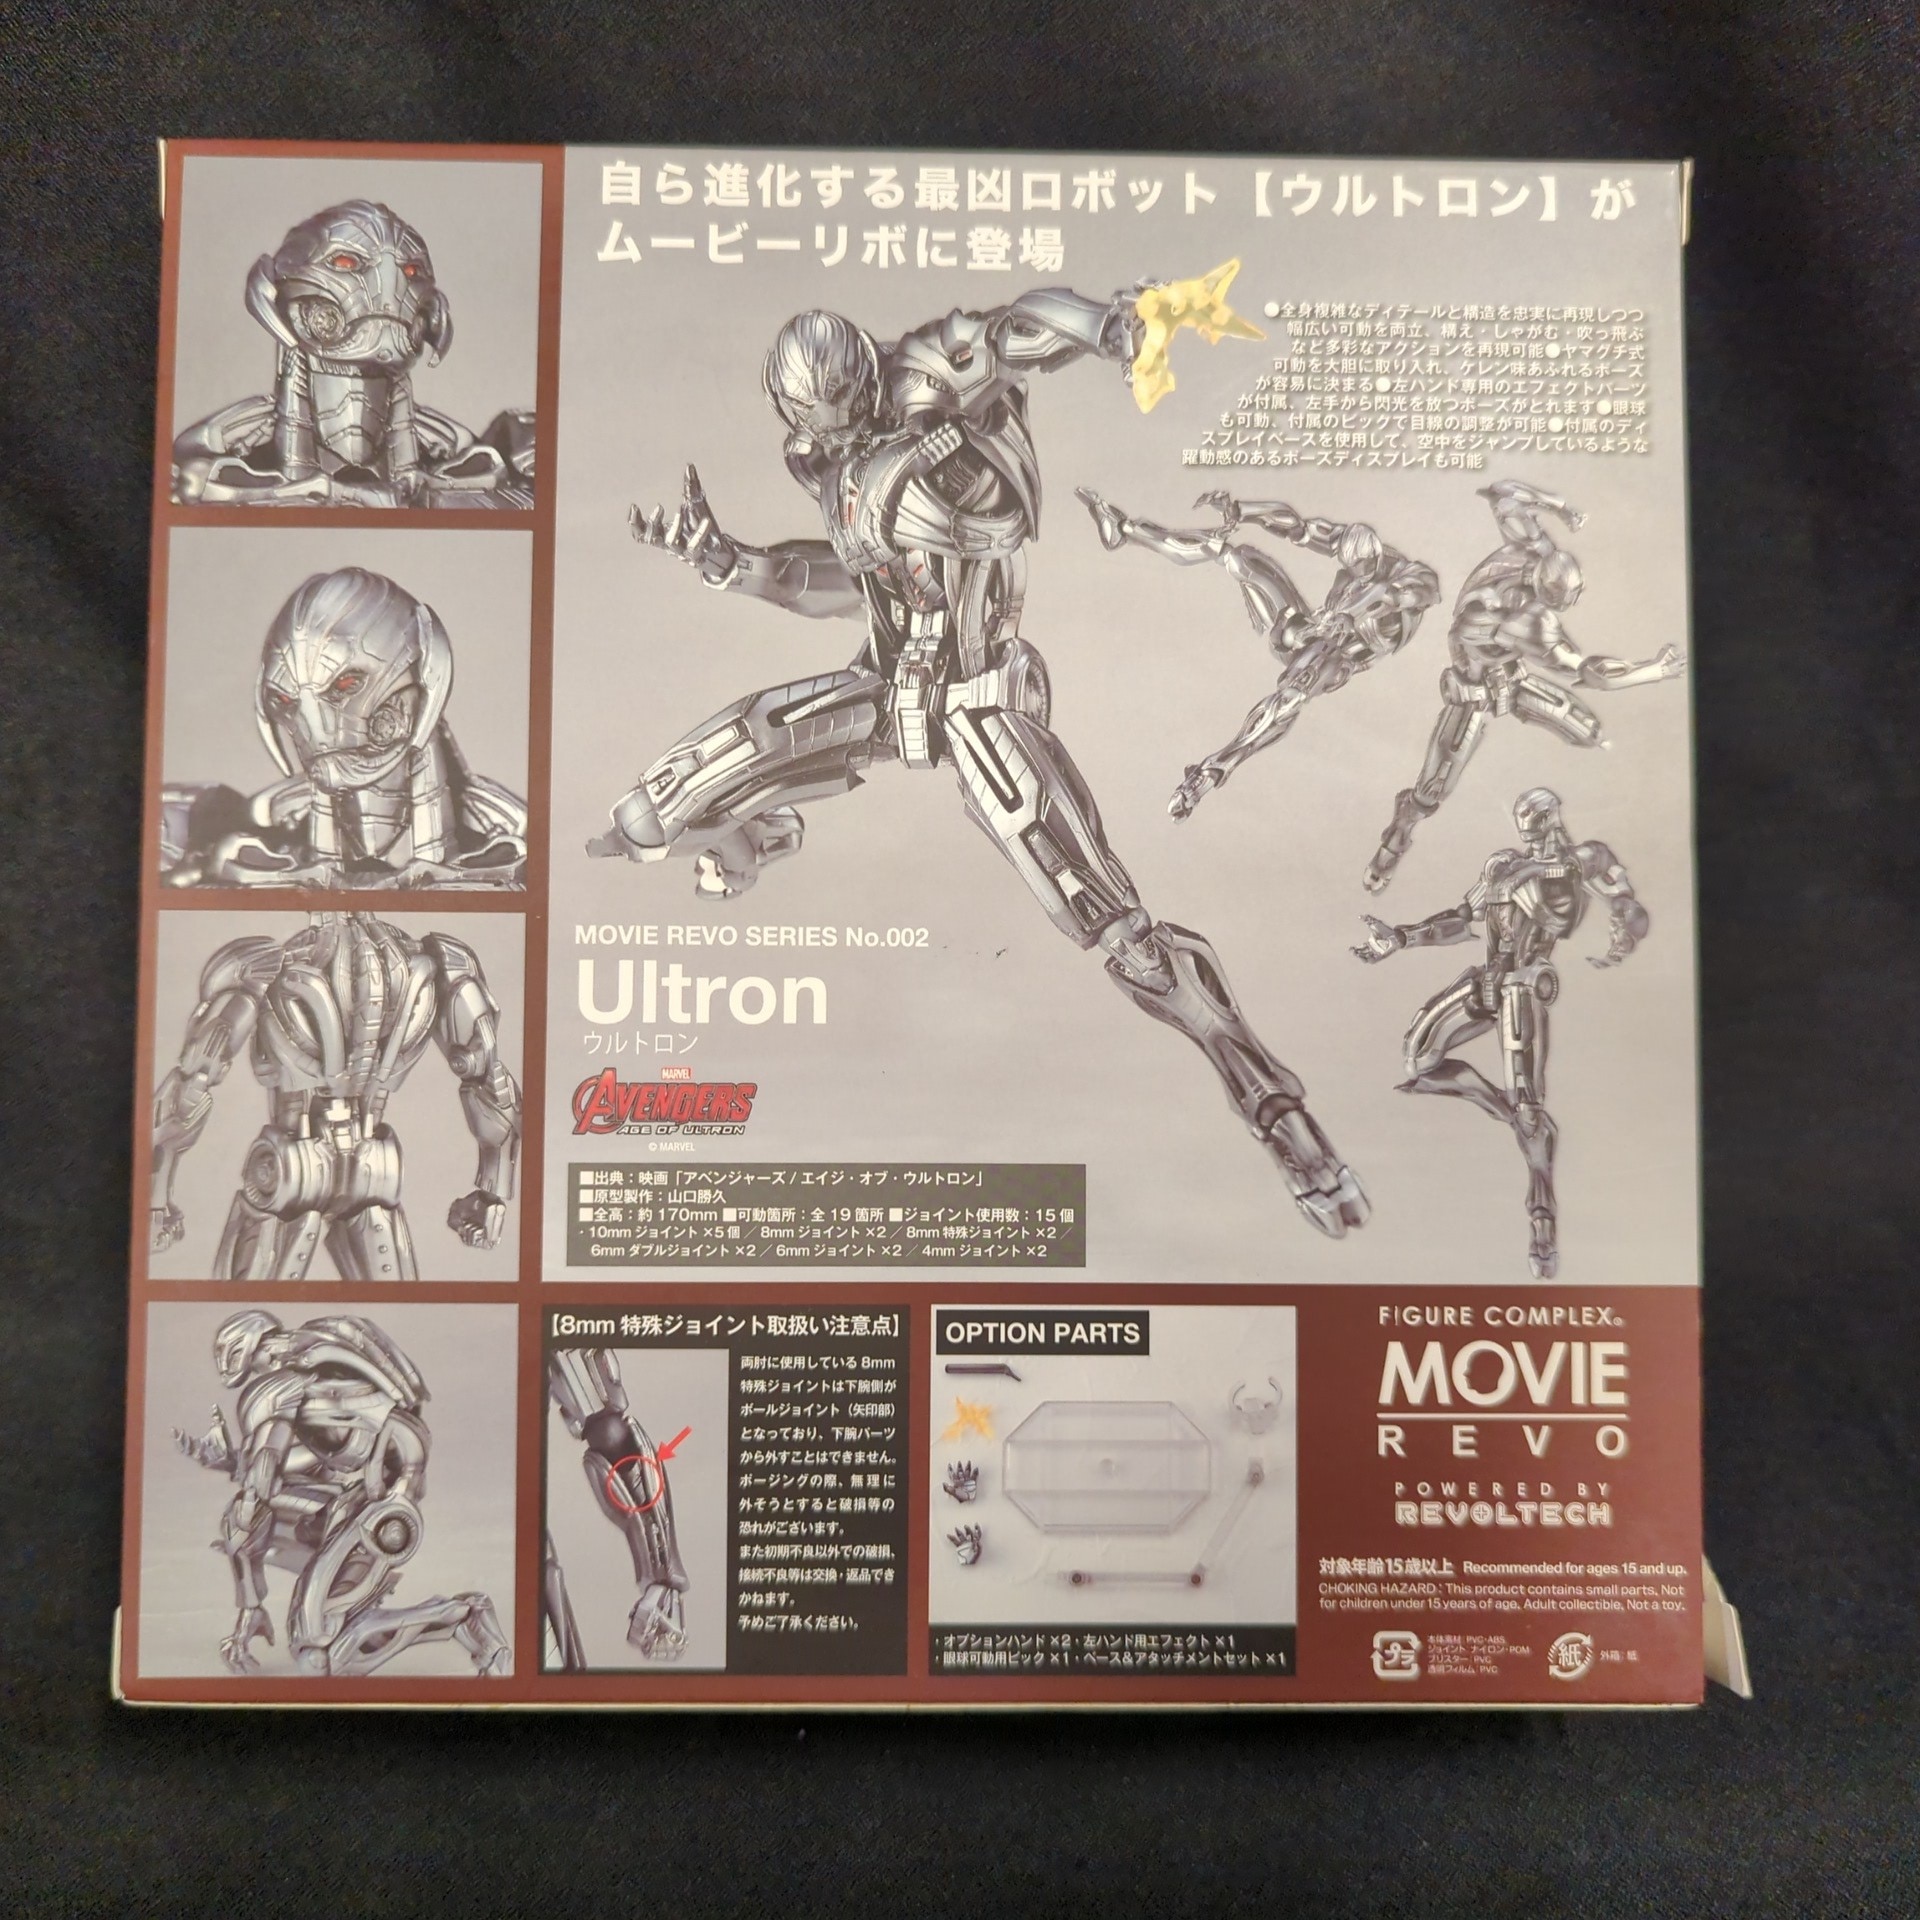 自ら進化する最凶ロボット【ウルトロン】が
ムービーリボに登場
●全身複雑なディテールと構造を忠実に再現しつつ
幅広い可動を両立、構え・しゃがむ・吹っ飛ぶ
など多彩なアクションを再現可能●ヤマグチ式
可動を大胆に取り入れ、ケレン味あふれるポーズ
が容易に決まる●左ハンド専用のエフェクトパーツ
が付属、左手から閃光を放つポーズがとれます●眼球
も可動、付属のピックで目線の調整が可能●付属のディ
スプレイベースを使用して、空中をジャンプしているような
躍動感のあるポーズディスプレイも可能
MOVIE REVO SERIES No.002
Ultron
ウルトロン
MARVEL
AVENGERS
AGE OF ULTRON
© MARVEL
■出典：映画「アベンジャーズ / エイジ・オブ・ウルトロン」
■原型製作：山口勝久
■全高：約 170mm ■可動箇所：全 19 箇所 ■ジョイント使用数：15 個
・10mm ジョイント ×5 個 ／ 8mm ジョイント ×2 ／ 8mm 特殊ジョイント ×2 ／
6mm ダブルジョイント ×2 ／ 6mm ジョイント ×2 ／ 4mm ジョイント ×2
【8mm 特殊ジョイント取扱い注意点】
両肘に使用している 8mm
特殊ジョイントは下腕側が
ボールジョイント（矢印部）
となっており、下腕パーツ
から外すことはできません。
ポージングの際、無理に
外そうとすると破損等の
恐れがございます。
また初期不良以外での破損、
接続不良等は交換・返品でき
かねます。
予めご了承ください。
OPTION PARTS
・オプションハンド ×2・左ハンド用エフェクト ×1
・眼球可動用ピック ×1・ベース&アタッチメントセット ×1
FIGURE COMPLEX®
MOVIE
REVO
POWERED BY
REVOLTECH
対象年齢15歳以上 Recommended for ages 15 and up.
CHOKING HAZARD : This product contains small parts. Not
for children under 15 years of age. Adult collectible. Not a toy.
プラ
本体素材：PVC・ABS
ジョイント：ナイロン・POM
ブリスター：PVC
透明フィルム：PVC
紙
外箱：紙